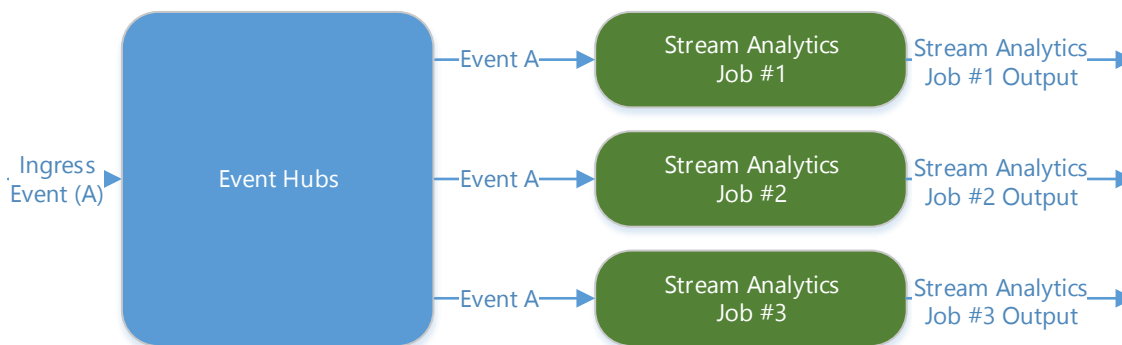 Ingress
Event (A)
Event Hubs
Event A
Stream Analytics
Job #1
Stream Analytics
Job #1 Output
Event A
Stream Analytics
Job #2
Stream Analytics
Job #2 Output
Event A
Stream Analytics
Job #3
Stream Analytics
Job #3 Output